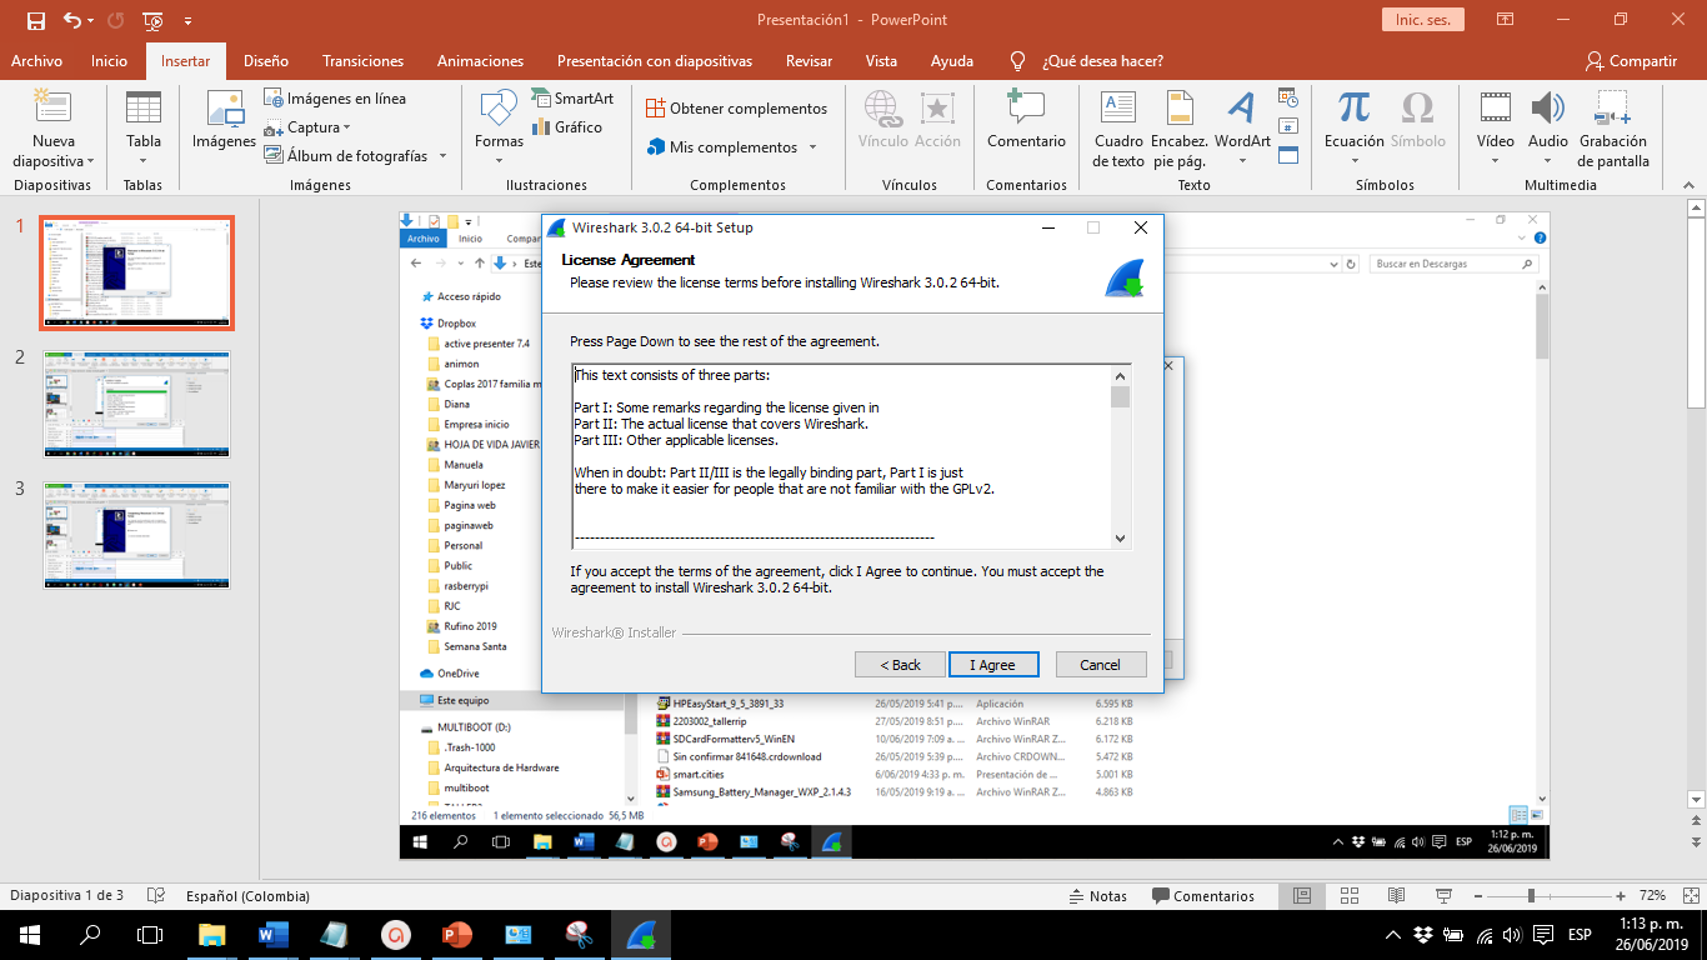 Presentación1 - PowerPoint
Inic. ses.
Archivo
Inicio
Insertar
Diseño
Transiciones
Animaciones
Presentación con diapositivas
Revisar
Vista
Ayuda
¿Qué desea hacer?
Compartir
Nueva
diapositiva
Diapositivas
Tabla
Tablas
Imágenes
Imágenes en línea
Captura
Álbum de fotografías
Imágenes
Formas
SmartArt
Gráfico
Ilustraciones
Obtener complementos
Mis complementos
Complementos
Vínculo
Acción
Vínculos
Comentario
Comentarios
Cuadro
de texto
Encabez.
pie pág.
WordArt
Texto
Ecuación
Símbolo
Símbolos
Vídeo
Audio
Grabación
de pantalla
Multimedia
1
2
3
Archivo
Inicio
Compar
Este
Buscar en Descargas
Acceso rápido
Dropbox
active presenter 7.4
animon
Coplas 2017 familia m
Diana
Empresa inicio
HOJA DE VIDA JAVIER
Manuela
Maryuri lopez
Pagina web
paginaweb
Personal
Public
rasberrypi
RJC
Rufino 2019
Semana Santa
OneDrive
Este equipo
MULTIBOOT (D:)
.Trash-1000
Arquitectura de Hardware
multiboot
Wireshark 3.0.2 64-bit Setup
License Agreement
Please review the license terms before installing Wireshark 3.0.2 64-bit.
Press Page Down to see the rest of the agreement.
This text consists of three parts:
Part I: Some remarks regarding the license given in
Part II: The actual license that covers Wireshark.
Part III: Other applicable licenses.
When in doubt: Part II/III is the legally binding part, Part I is just
there to make it easier for people that are not familiar with the GPLv2.
------------------------------------------------------------------------
If you accept the terms of the agreement, click I Agree to continue. You must accept the
agreement to install Wireshark 3.0.2 64-bit.
Wireshark® Installer
< Back
I Agree
Cancel
HPEasyStart_9_5_3891_33 26/05/2019 5:41 p.... Aplicación 6.595 KB
2203002_tallerrip 27/05/2019 8:51 p.... Archivo WinRAR 6.218 KB
SDCardFormatterv5_WinEN 10/06/2019 7:09 a. ... Archivo WinRAR Z... 6.172 KB
Sin confirmar 841648.crdownload 26/05/2019 5:39 p.... Archivo CRDOWN... 5.472 KB
smart.cities 6/06/2019 4:33 p. m. Presentación de ... 5.001 KB
Samsung_Battery_Manager_WXP_2.1.4.3 16/05/2019 9:19 a. ... Archivo WinRAR Z... 4.863 KB
216 elementos 1 elemento seleccionado 56,5 MB
ESP
1:12 p. m.
26/06/2019
Diapositiva 1 de 3
Español (Colombia)
Notas
Comentarios
72%
ESP
1:13 p. m.
26/06/2019